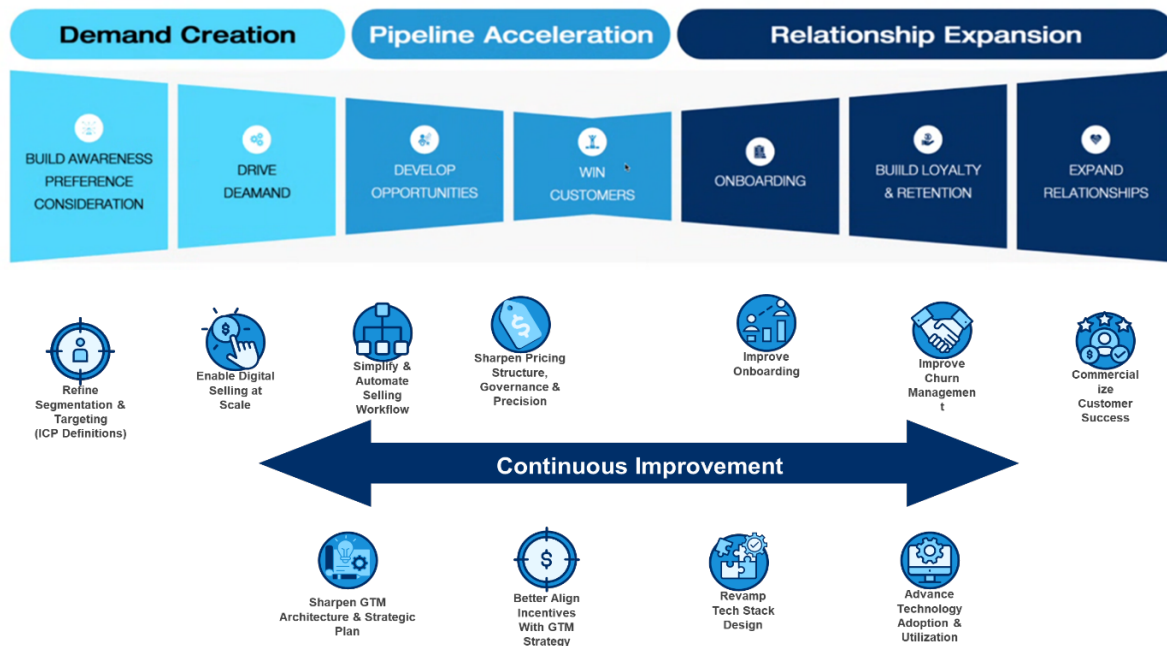 Demand Creation
Pipeline Acceleration
Relationship Expansion
BUILD AWARENESS
PREFERENCE
CONSIDERATION
DRIVE
DEAMAND
DEVELOP
OPPORTUNITIES
WIN
CUSTOMERS
ONBOARDING
BUIILD LOYALTY
& RETENTION
EXPAND
RELATIONSHIPS
Refine
Segmentation &
Targeting
(ICP Definitions)
$
Enable Digital
Selling at
Scale
Simplify &
Automate
Selling
Workflow
$
Sharpen Pricing
Structure,
Governance &
Precision
Improve
Onboarding
Improve
Churn
Managemen
t
$
Commercial
ize
Customer
Success
Continuous Improvement
Sharpen GTM
Architecture & Strategic
Plan
$
Better Align
Incentives
With GTM
Strategy
Revamp
Tech Stack
Design
Advance
Technology
Adoption &
Utilization